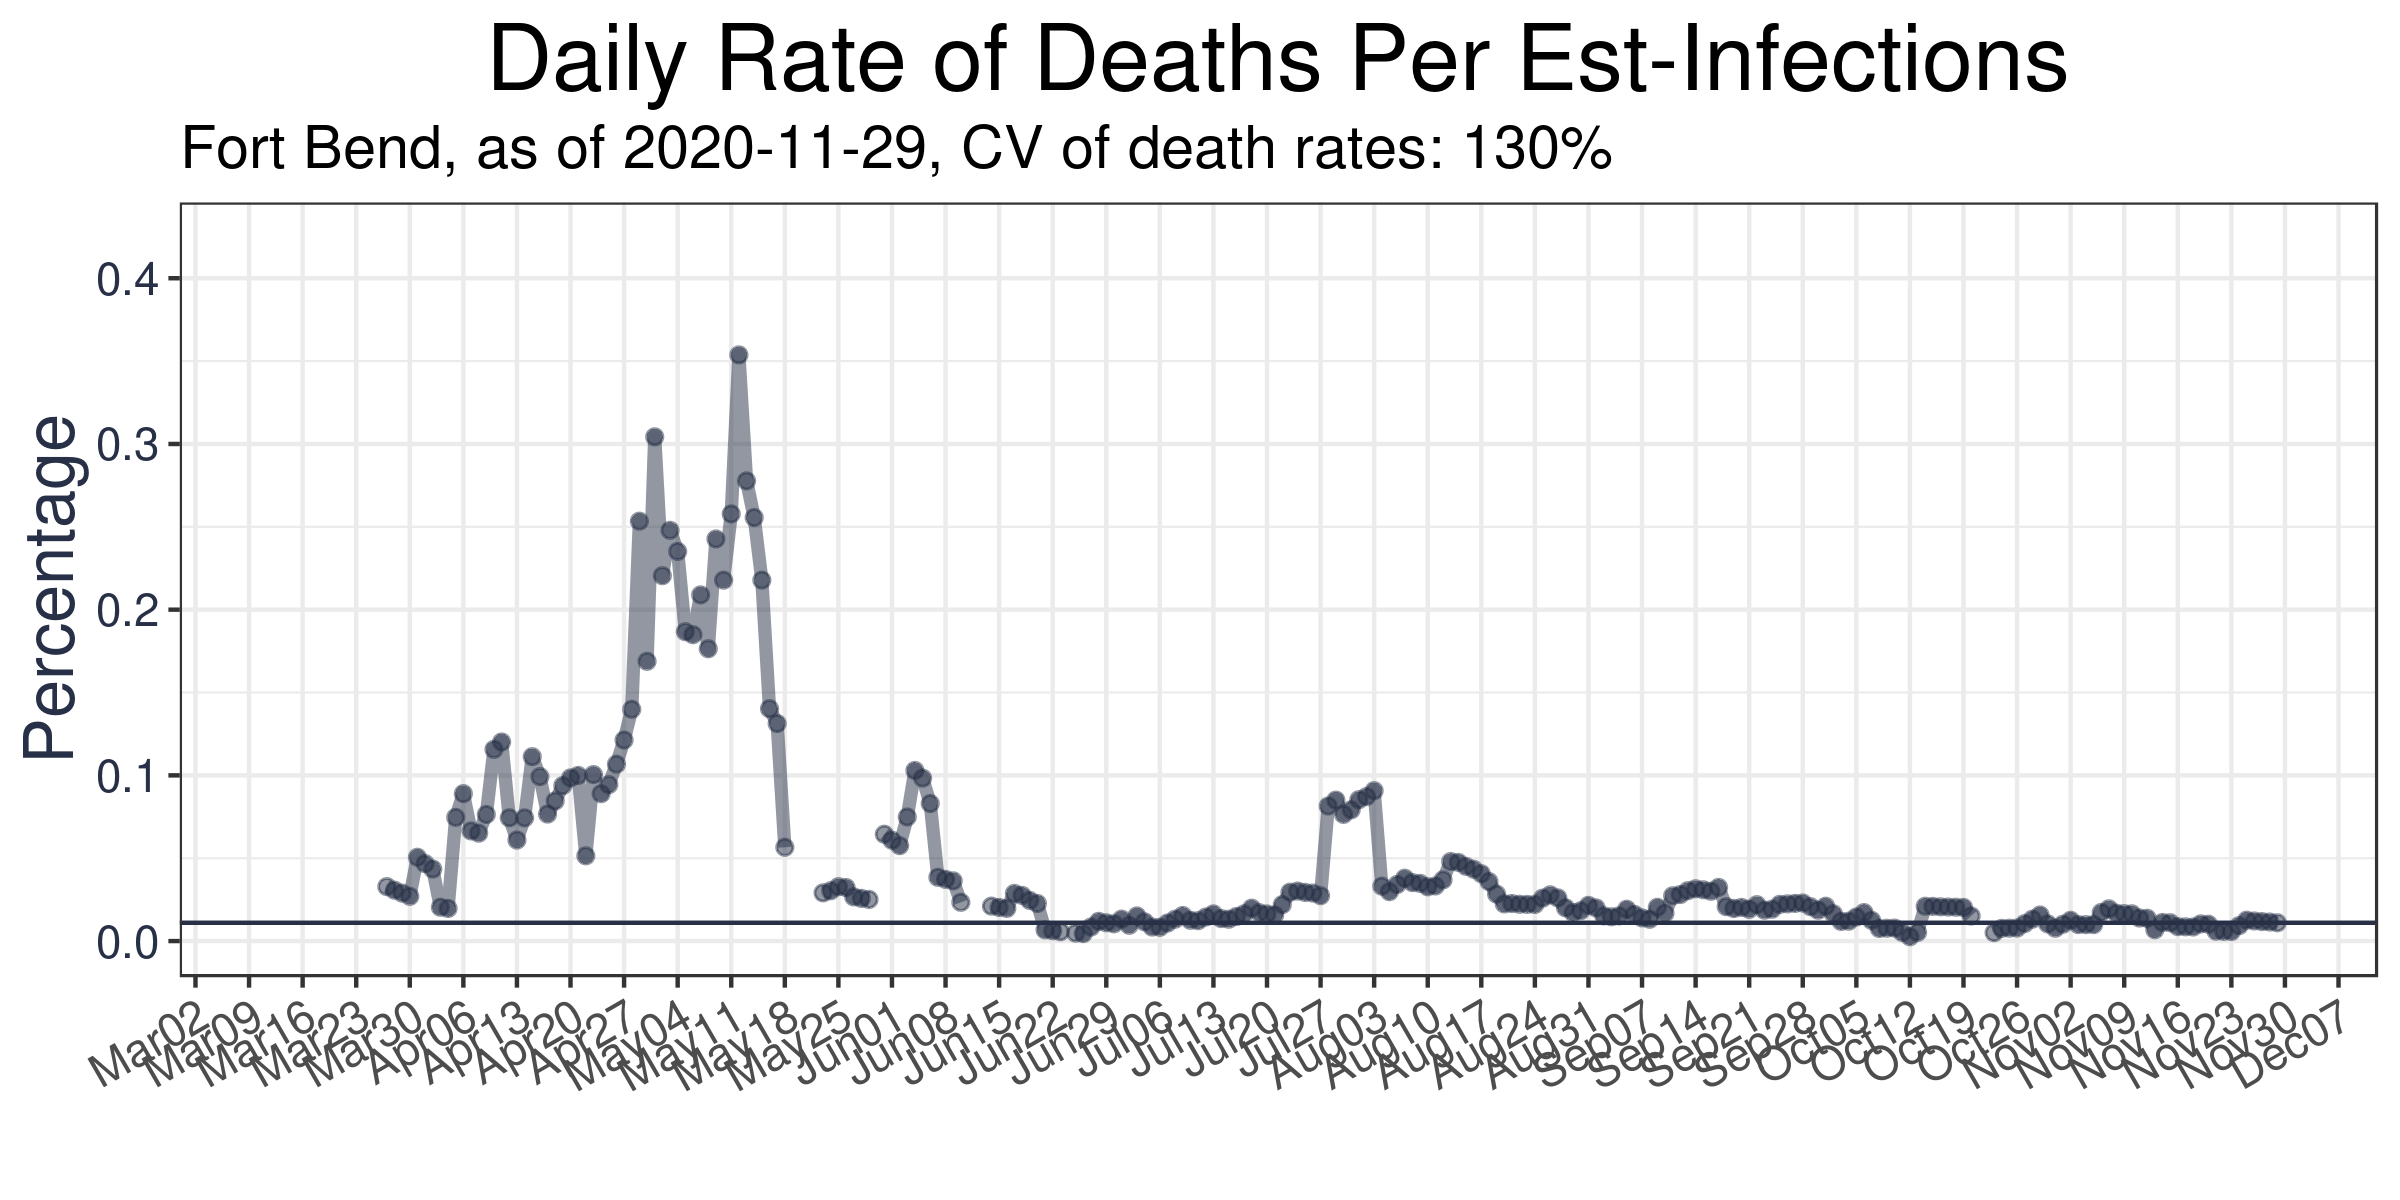 Daily Rate of Deaths Per Est-Infections
Fort Bend, as of 2020-11-29, CV of death rates: 130%
Percentage
0.4
0.3
0.2
0.1
0.0
Mar02
Mar09
Mar16
Mar23
Mar30
Apr06
Apr13
Apr20
Apr27
May04
May11
May18
May25
Jun01
Jun08
Jun15
Jun22
Jun29
Jul06
Jul13
Jul20
Jul27
Aug03
Aug10
Aug17
Aug24
Aug31
Sep07
Sep14
Sep21
Sep28
Oct05
Oct12
Oct19
Oct26
Nov02
Nov09
Nov16
Nov23
Nov30
Dec07